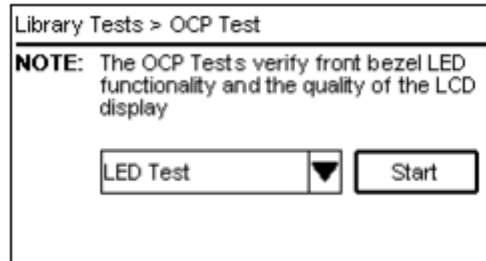 Library Tests > OCP Test
NOTE: The OCP Tests verify front bezel LED
functionality and the quality of the LCD
display
LED Test
Start